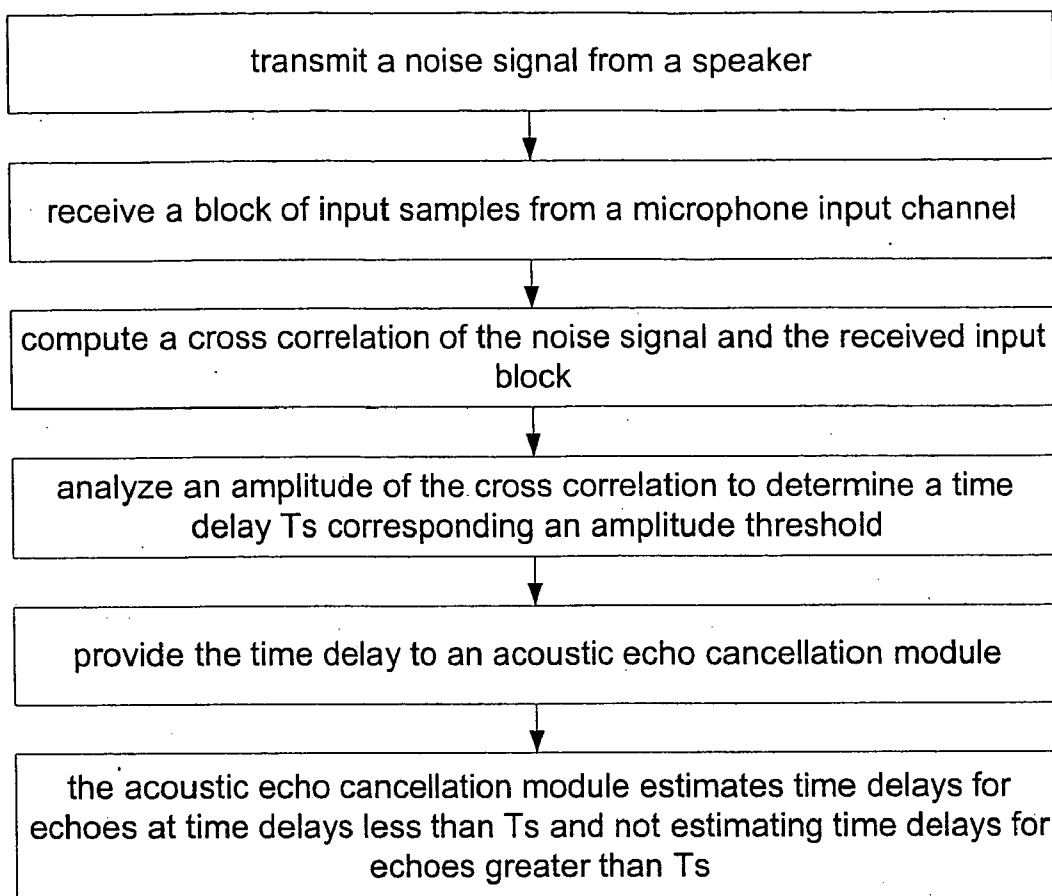 transmit a noise signal from a speaker
receive a block of input samples from a microphone input channel
compute a cross correlation of the noise signal and the received input
block
analyze an amplitude of the cross correlation to determine a time
delay Ts corresponding an amplitude threshold
provide the time delay to an acoustic echo cancellation module
the acoustic echo cancellation module estimates time delays for
echoes at time delays less than Ts and not estimating time delays for
echoes greater than Ts